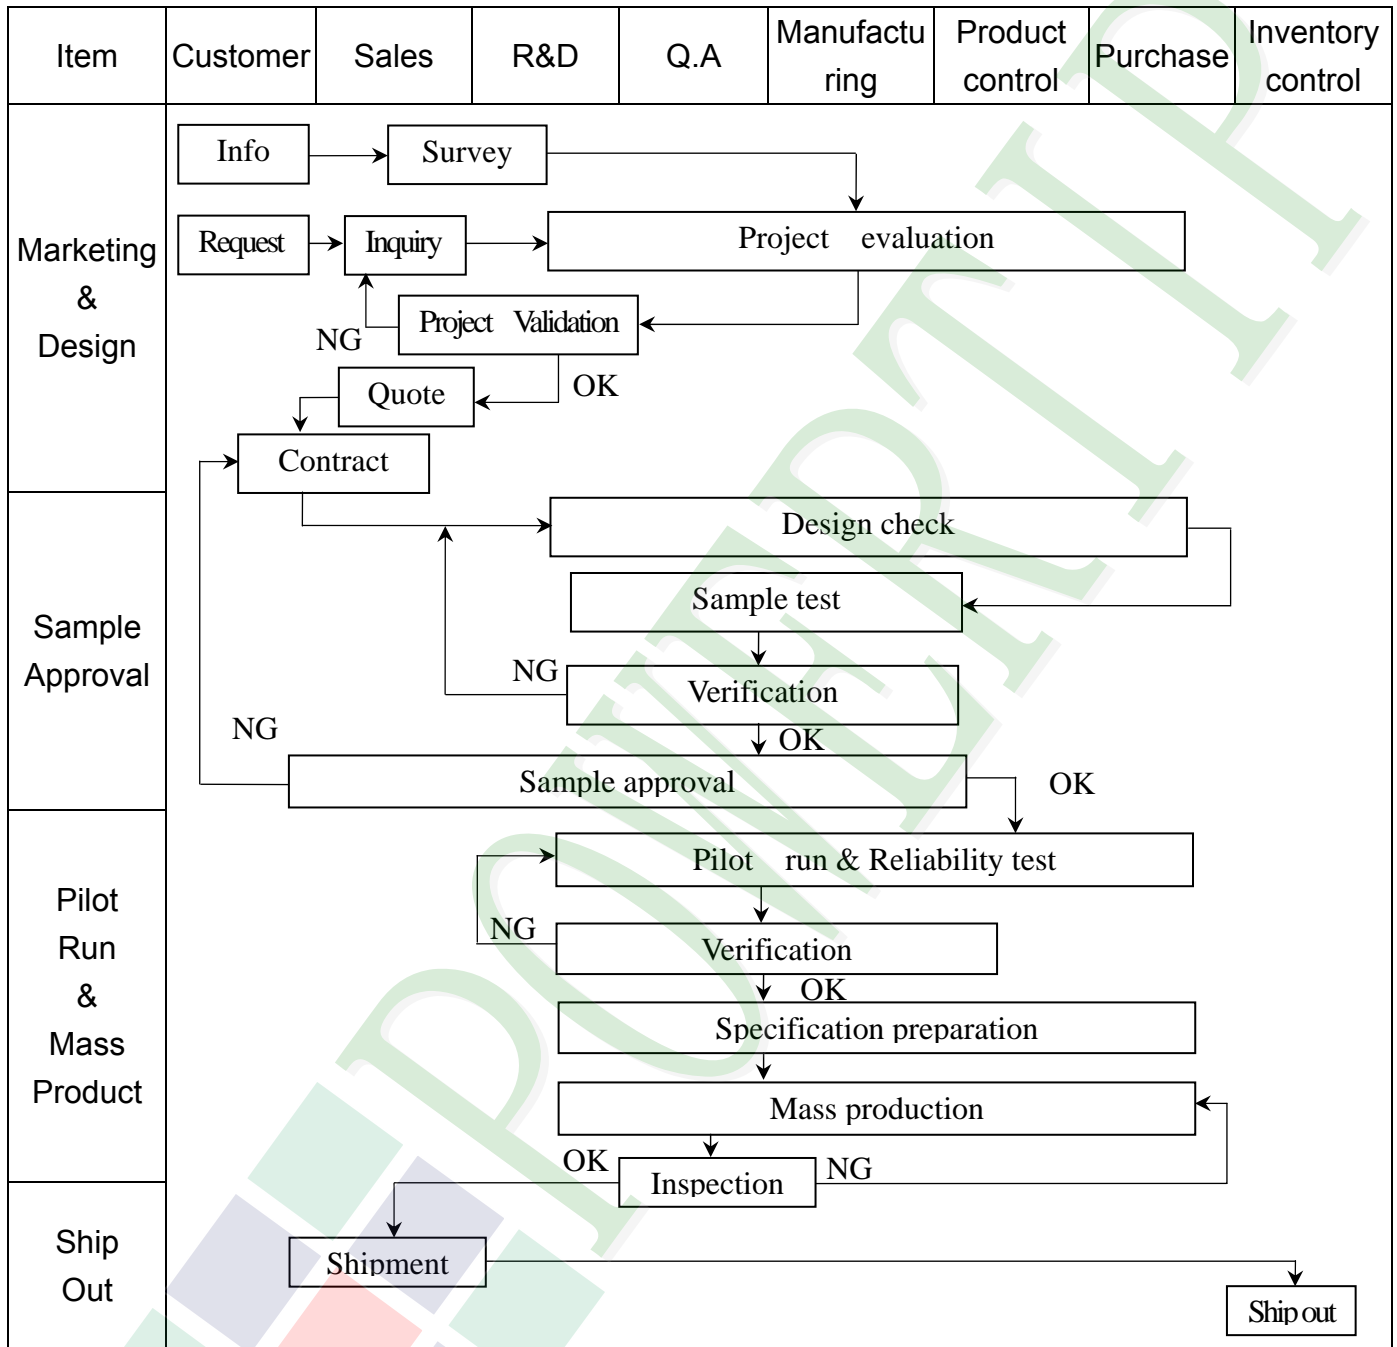 Item
Customer
Sales
R&D
Q.A
Manufactu
ring
Product
control
Purchase
Inventory
control
Marketing
&
Design
Info
Survey
Request
Inquiry
Project evaluation
NG
Project Validation
Quote
OK
Contract
Sample
Approval
Design check
Sample test
NG
Verification
NG
OK
Sample approval
OK
Pilot
Run
&
Mass
Product
Pilot run & Reliability test
NG
Verification
OK
Specification preparation
Mass production
OK
Inspection
NG
Ship
Out
Shipment
Ship out
POWERTIP